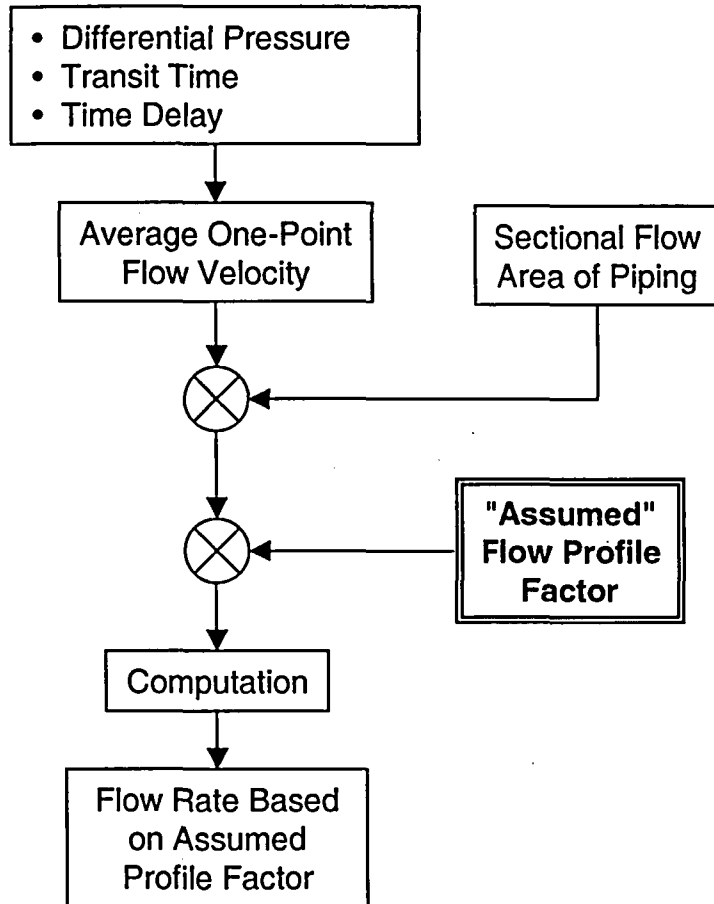 • Differential Pressure
• Transit Time
• Time Delay
Average One-Point
Flow Velocity
Sectional Flow
Area of Piping
"Assumed"
Flow Profile
Factor
Computation
Flow Rate Based
on Assumed
Profile Factor